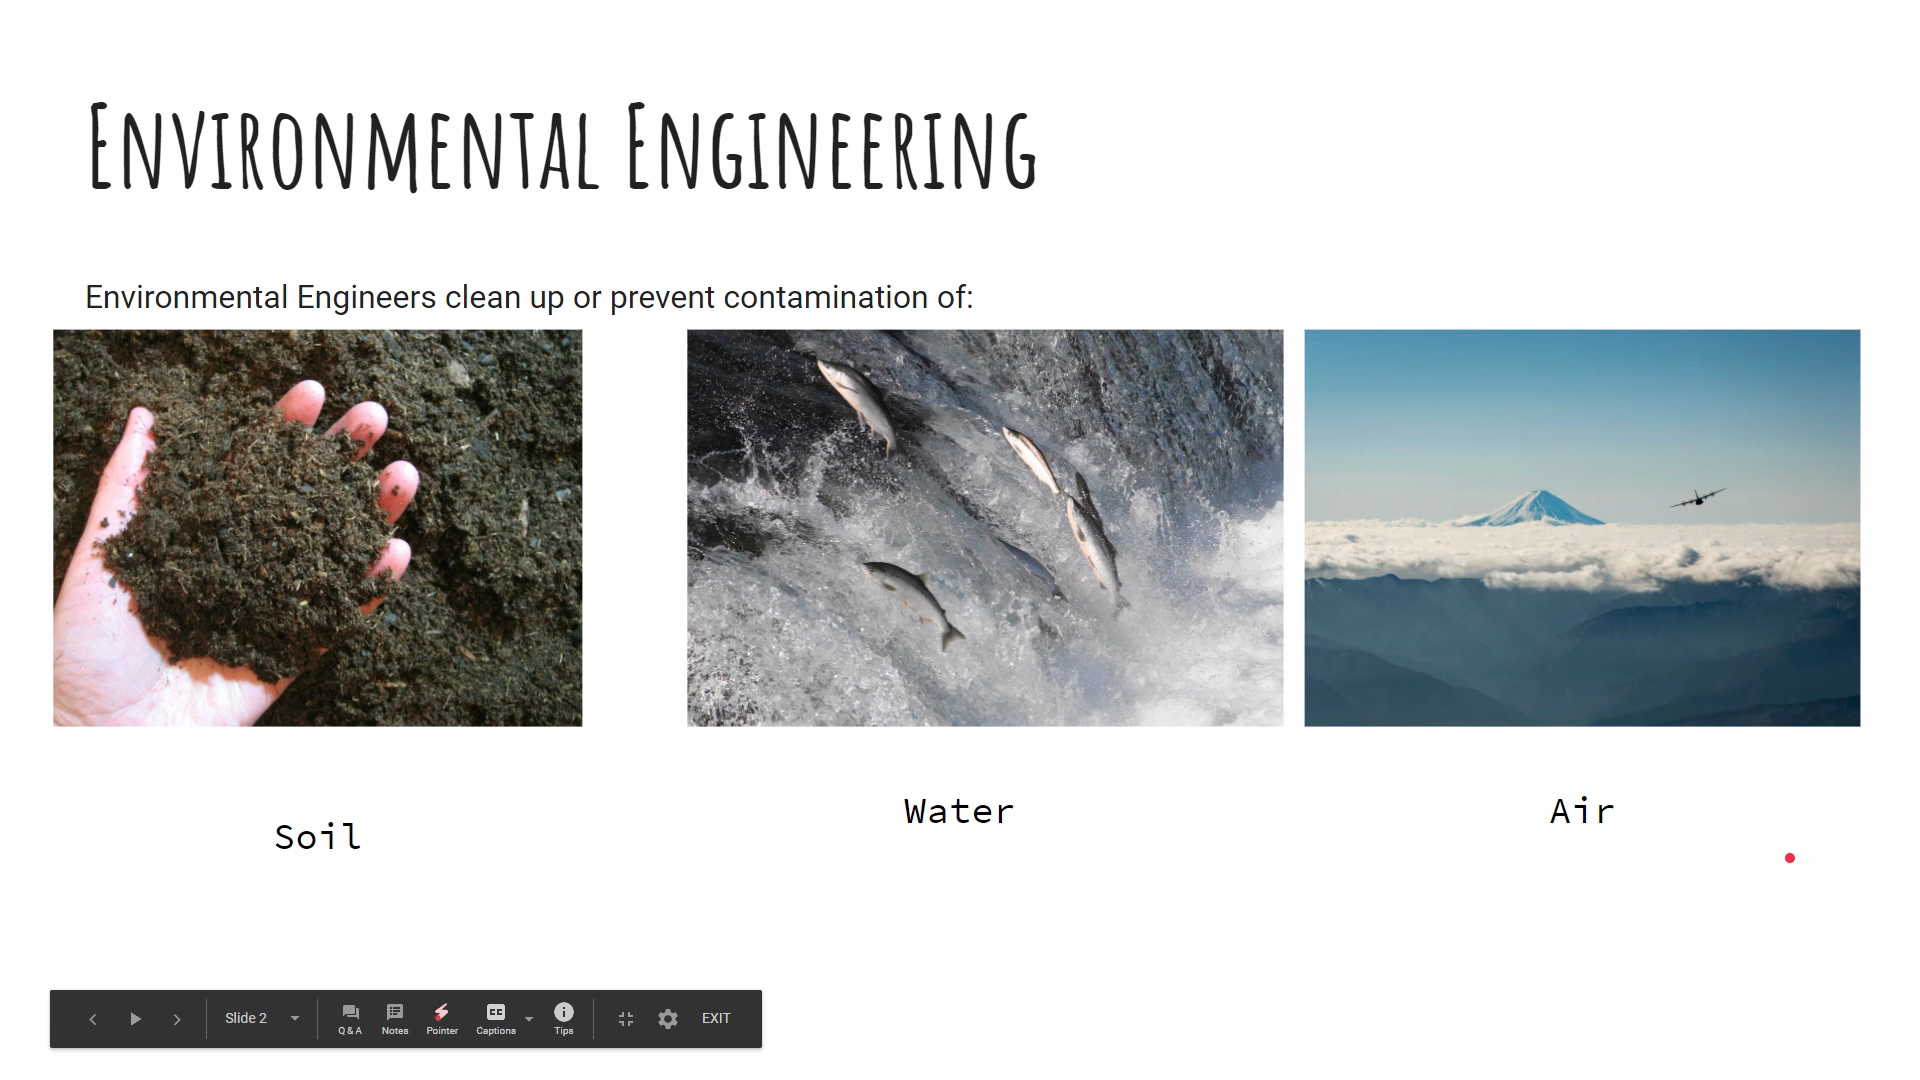 Environmental Engineering
Environmental Engineers clean up or prevent contamination of:
Soil
Water
Air
Slide 2
Q & A
Notes
Pointer
Captions
Tips
EXIT